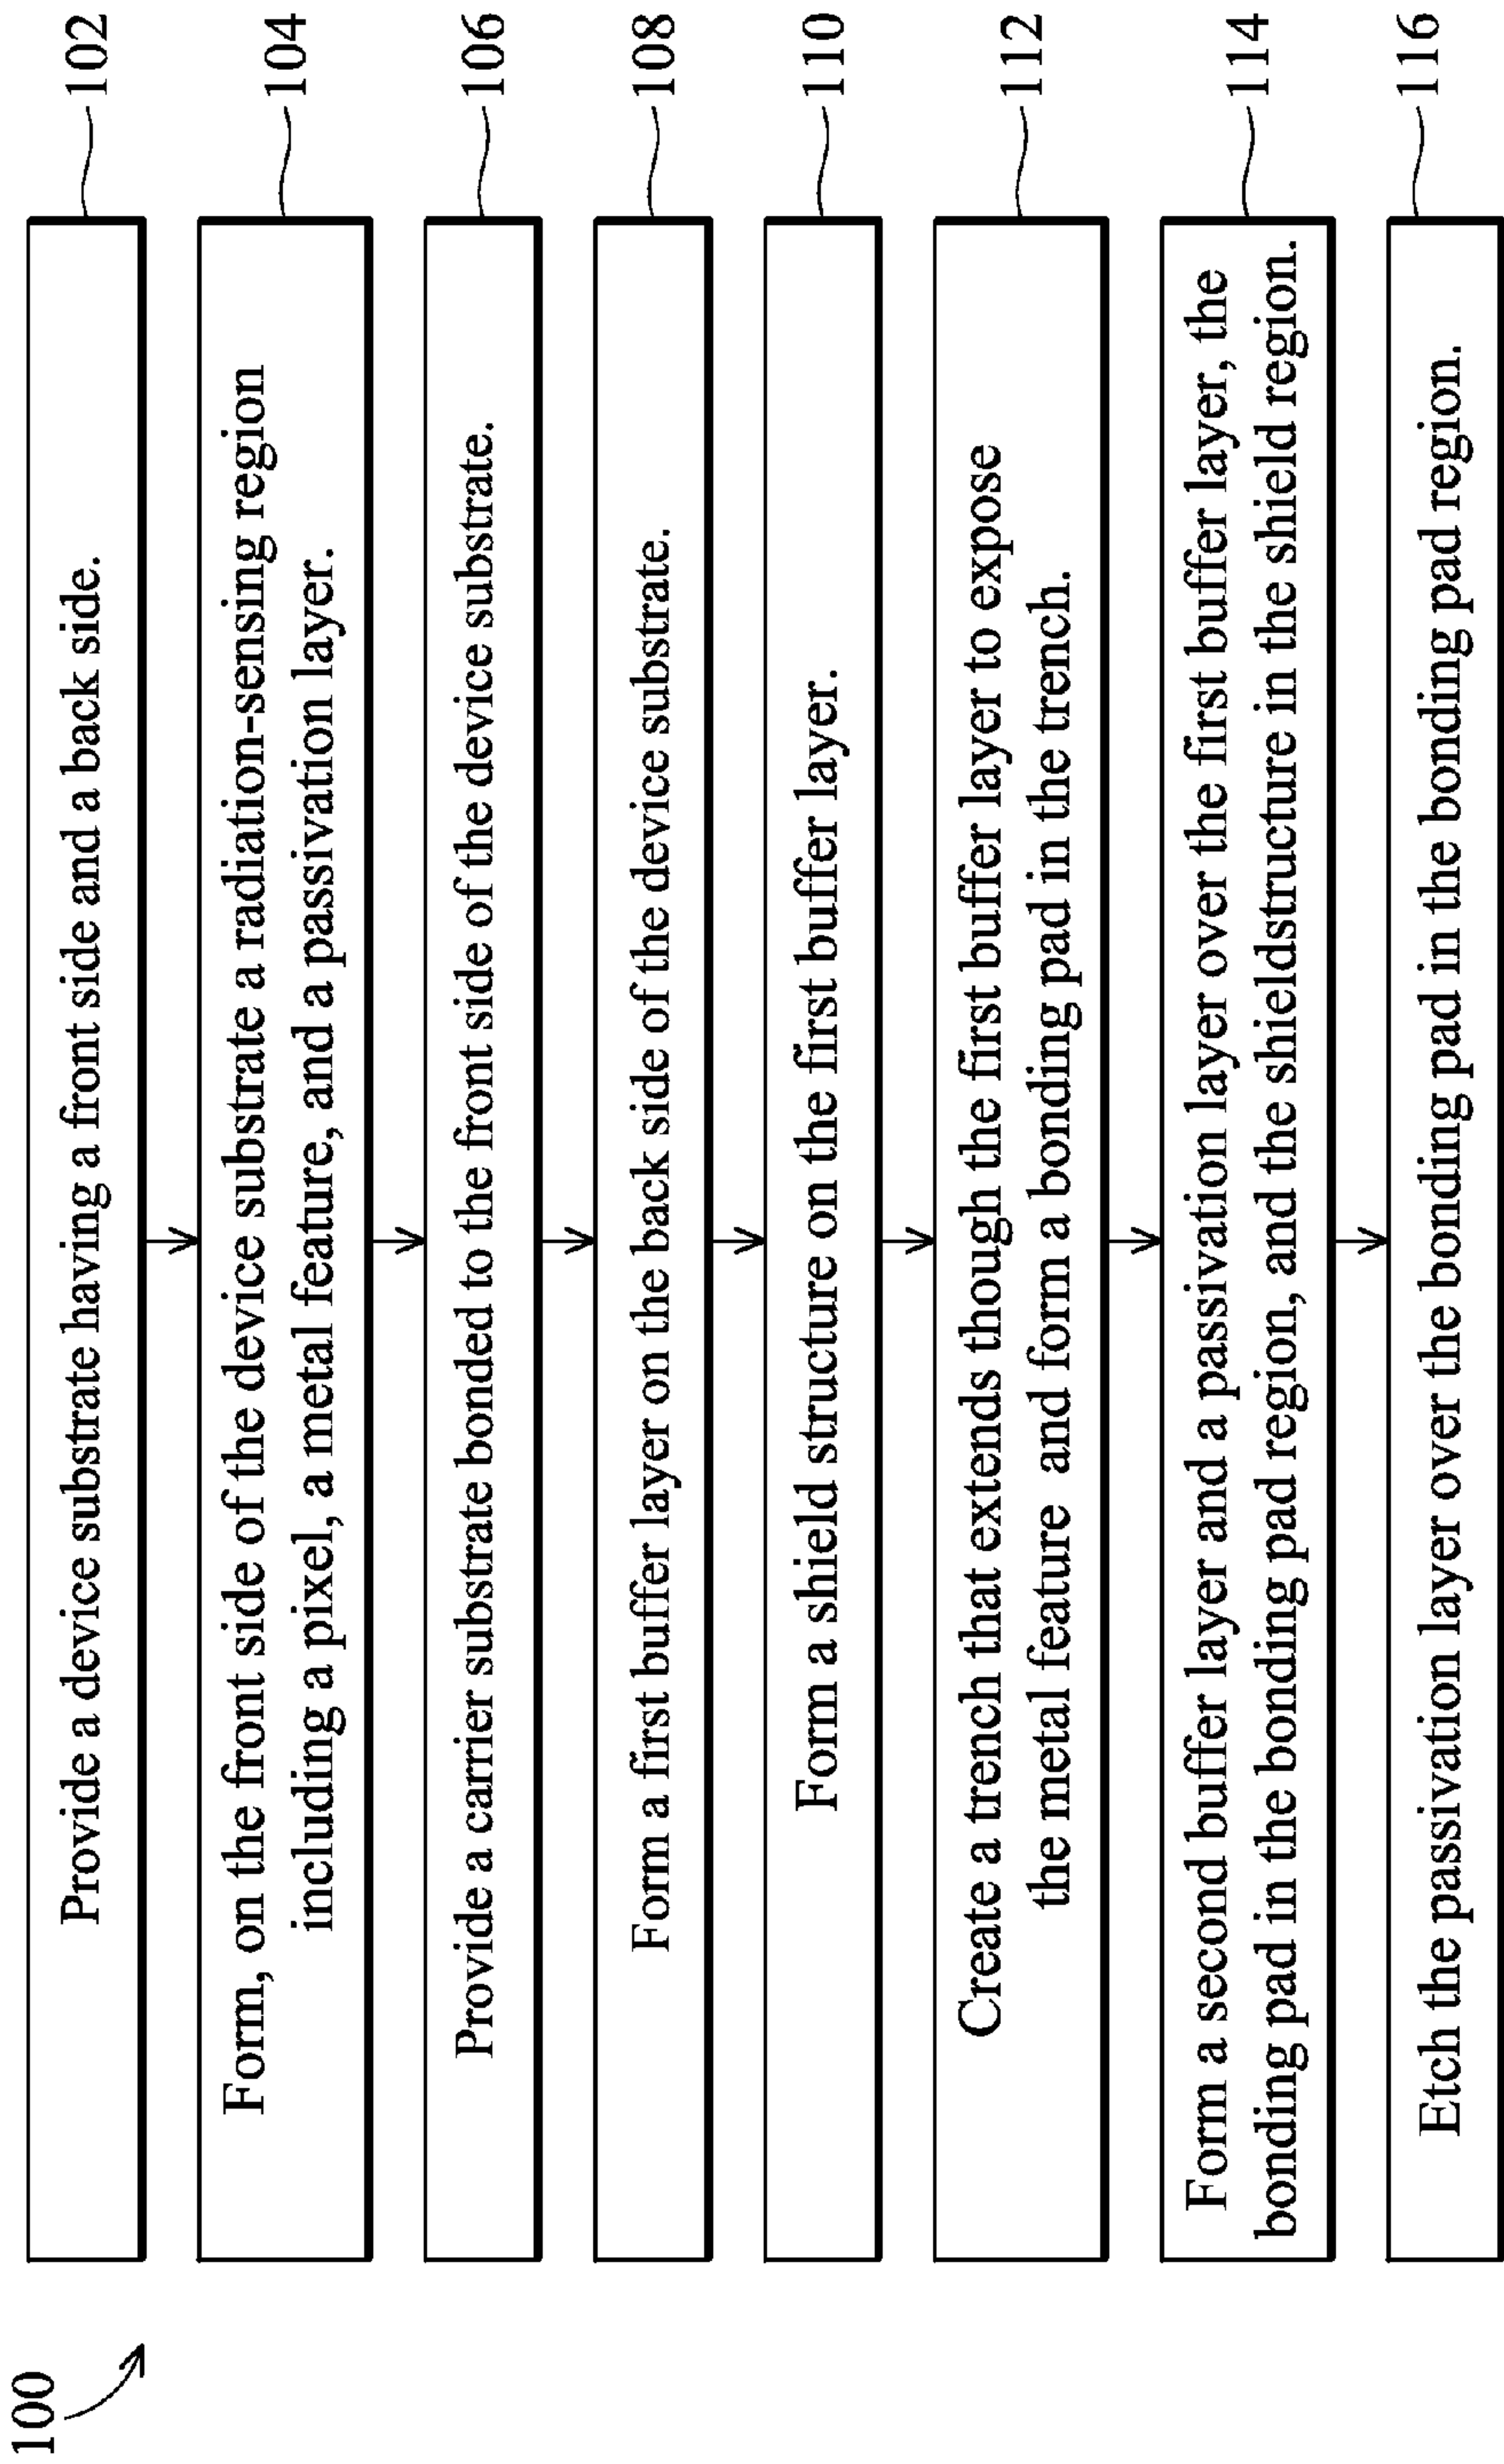 100
Provide a device substrate having a front side and a back side.
102
Form, on the front side of the device substrate a radiation-sensing region
including a pixel, a metal feature, and a passivation layer.
104
Provide a carrier substrate bonded to the front side of the device substrate.
106
Form a first buffer layer on the back side of the device substrate.
108
Form a shield structure on the first buffer layer.
110
Create a trench that extends though the first buffer layer to expose
the metal feature and form a bonding pad in the trench.
112
Form a second buffer layer and a passivation layer over the first buffer layer, the
bonding pad in the bonding pad region, and the shieldstructure in the shield region.
114
Etch the passivation layer over the bonding pad in the bonding pad region.
116